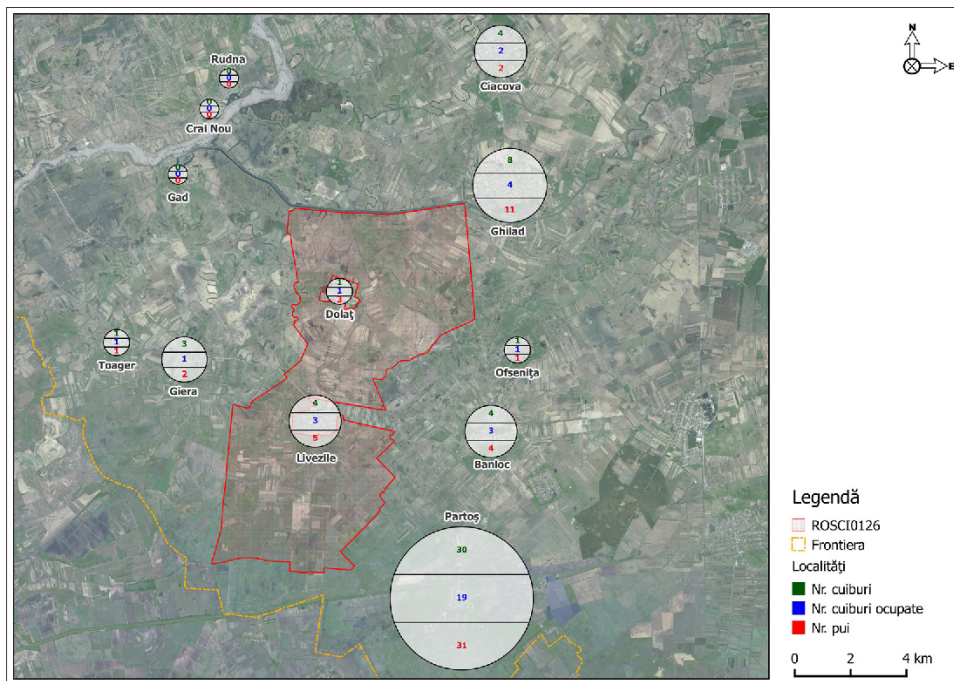 N
E
4
2
2
Ciacova
Rudna
0
0
0
0
0
0
Crai Nou
0
0
0
Gad
8
4
11
Ghilad
1
1
3
Dolaț
1
1
1
Toager
3
1
2
Giera
1
1
1
Ofsenița
4
3
5
Livezile
4
3
4
Banloc
Partoș
30
19
31
Legendă
ROSCI0126
Frontiera
Localități
Nr. cuiburi
Nr. cuiburi ocupate
Nr. pui
0 2 4 km